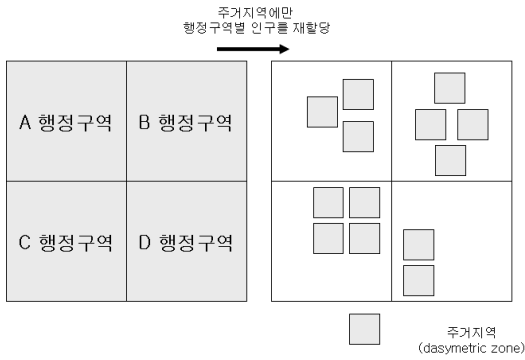 주거지역에만
행정구역별 인구를 재할당
A 행정구역
B 행정구역
C 행정구역
D 행정구역
주거지역
(dasymetric zone)